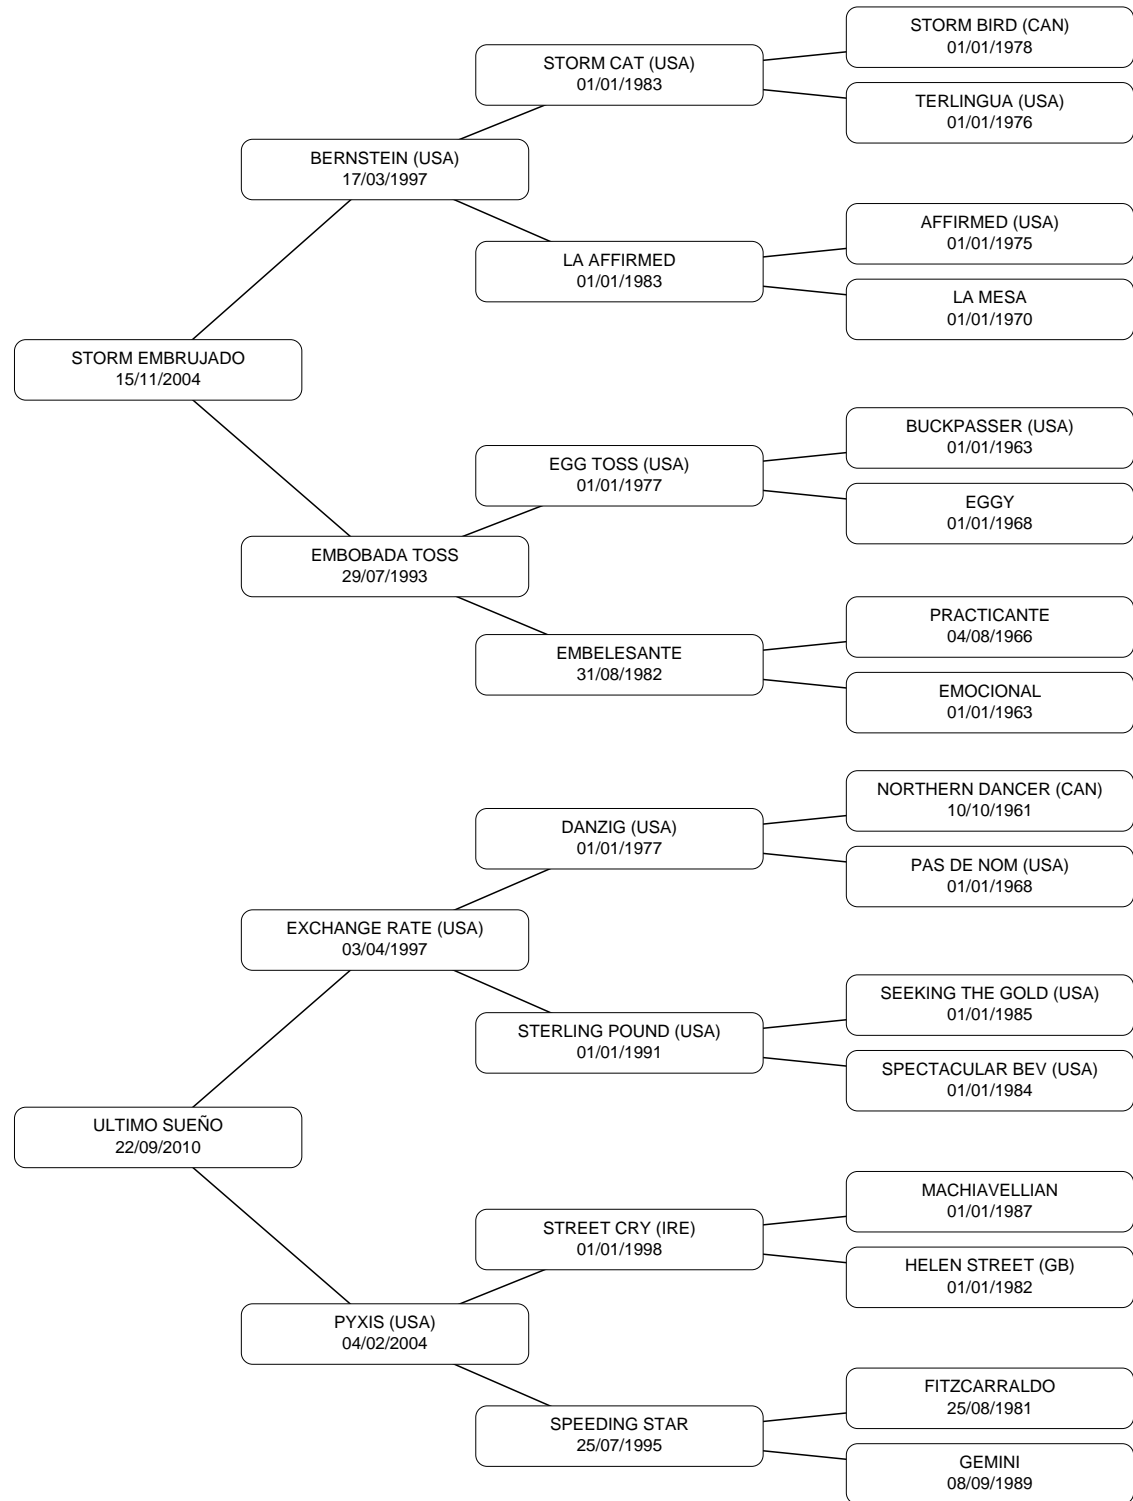 STORM BIRD (CAN)
01/01/1978
STORM CAT (USA)
01/01/1983
TERLINGUA (USA)
01/01/1976
BERNSTEIN (USA)
17/03/1997
AFFIRMED (USA)
01/01/1975
LA AFFIRMED
01/01/1983
LA MESA
01/01/1970
STORM EMBRUJADO
15/11/2004
BUCKPASSER (USA)
01/01/1963
EGG TOSS (USA)
01/01/1977
EGGY
01/01/1968
EMBOBADA TOSS
29/07/1993
PRACTICANTE
04/08/1966
EMBELESANTE
31/08/1982
EMOCIONAL
01/01/1963
NORTHERN DANCER (CAN)
10/10/1961
DANZIG (USA)
01/01/1977
PAS DE NOM (USA)
01/01/1968
EXCHANGE RATE (USA)
03/04/1997
SEEKING THE GOLD (USA)
01/01/1985
STERLING POUND (USA)
01/01/1991
SPECTACULAR BEV (USA)
01/01/1984
ULTIMO SUEÑO
22/09/2010
MACHIAVELLIAN
01/01/1987
STREET CRY (IRE)
01/01/1998
HELEN STREET (GB)
01/01/1982
PYXIS (USA)
04/02/2004
FITZCARRALDO
25/08/1981
SPEEDING STAR
25/07/1995
GEMINI
08/09/1989